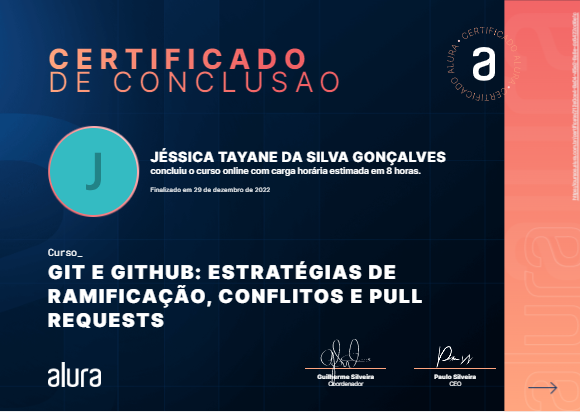 CERTIFICADO
DE CONCLUSAO
CERTIFICADO ALURA • CERTIFICADO ALURA •
a
J
JÉSSICA TAYANE DA SILVA GONÇALVES
concluiu o curso online com carga horária estimada em 8 horas.
Finalizado em 29 de dezembro de 2022
Curso_
GIT E GITHUB: ESTRATÉGIAS DE
RAMIFICAÇÃO, CONFLITOS E PULL
REQUESTS
alura
Guilherme Silveira
Coordenador
Paulo Silveira
CEO
alura